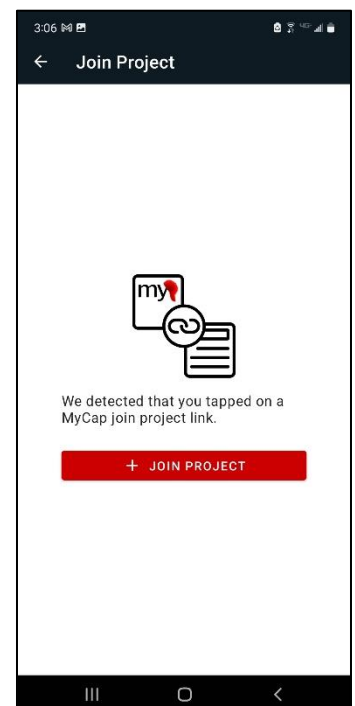 3:06
Join Project
my
We detected that you tapped on a
MyCap join project link.
+ JOIN PROJECT